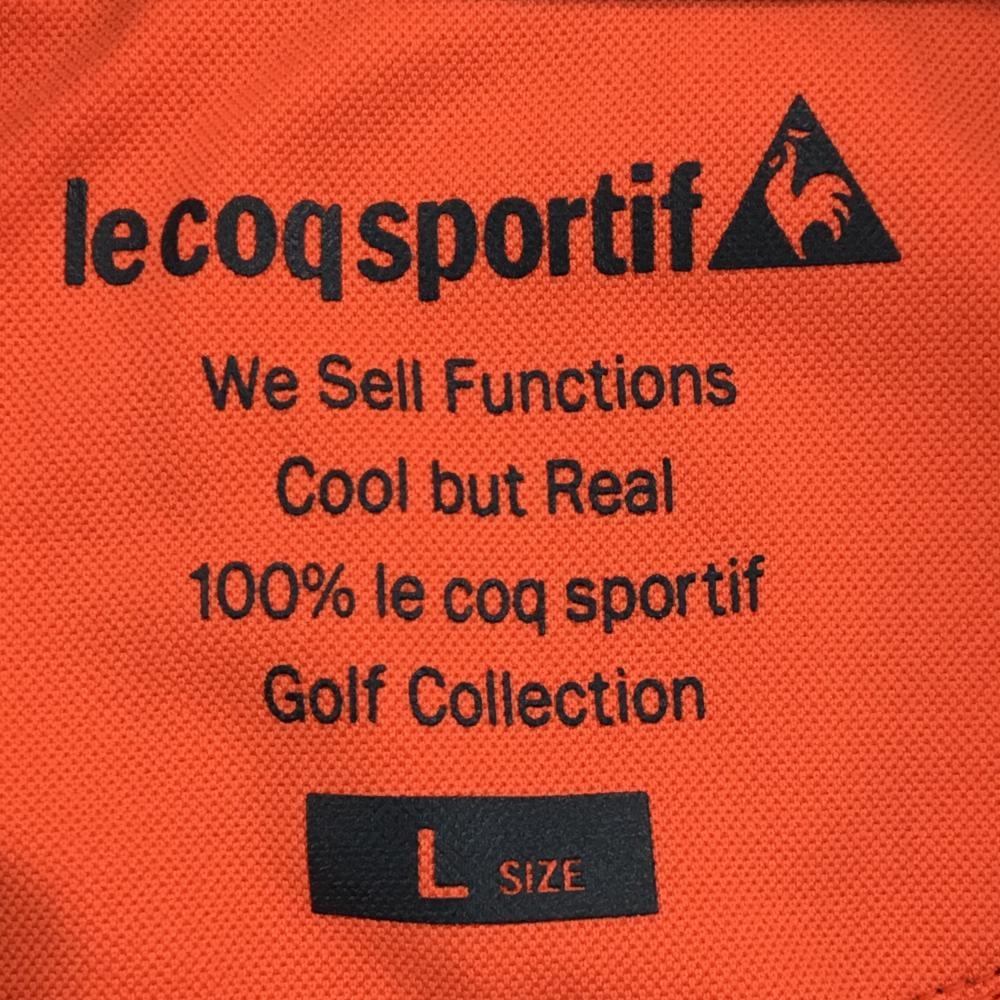 le coq sportif
We Sell Functions
Cool but Real
100% le coq sportif
Golf Collection
L SIZE